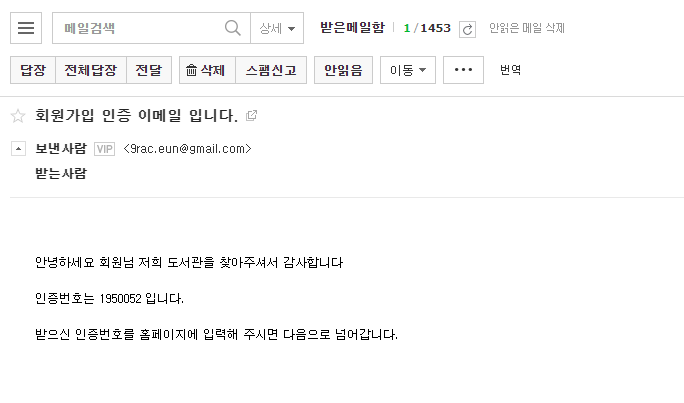 메일검색 상세 받은메일함 1/1453 안읽은 메일 삭제
답장 전체답장 전달 삭제 스팸신고 안읽음 이동 ••• 번역
회원가입 인증 이메일 입니다.
보낸사람 VIP <9rac.eun@gmail.com>
받는사람
안녕하세요 회원님 저희 도서관을 찾아주셔서 감사합니다
인증번호는 1950052 입니다.
받으신 인증번호를 홈페이지에 입력해 주시면 다음으로 넘어갑니다.